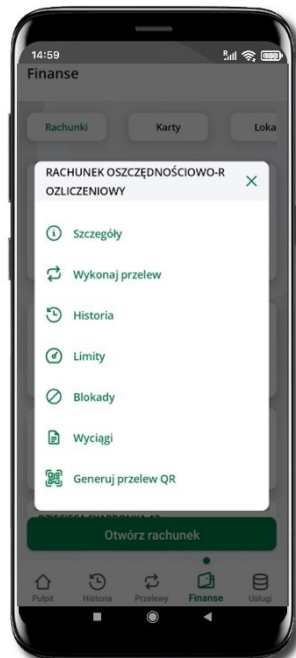 14:59
Finanse
Rachunki Karty Loka
RACHUNEK OSZCZĘDNOŚCIOWO-R
OZLICZENIOWY
Szczegóły
Wykonaj przelew
Historia
Limity
Blokady
Wyciągi
Generuj przelew QR
Otwórz rachunek
Pulpit Historia Przelewy Finanse Usługi